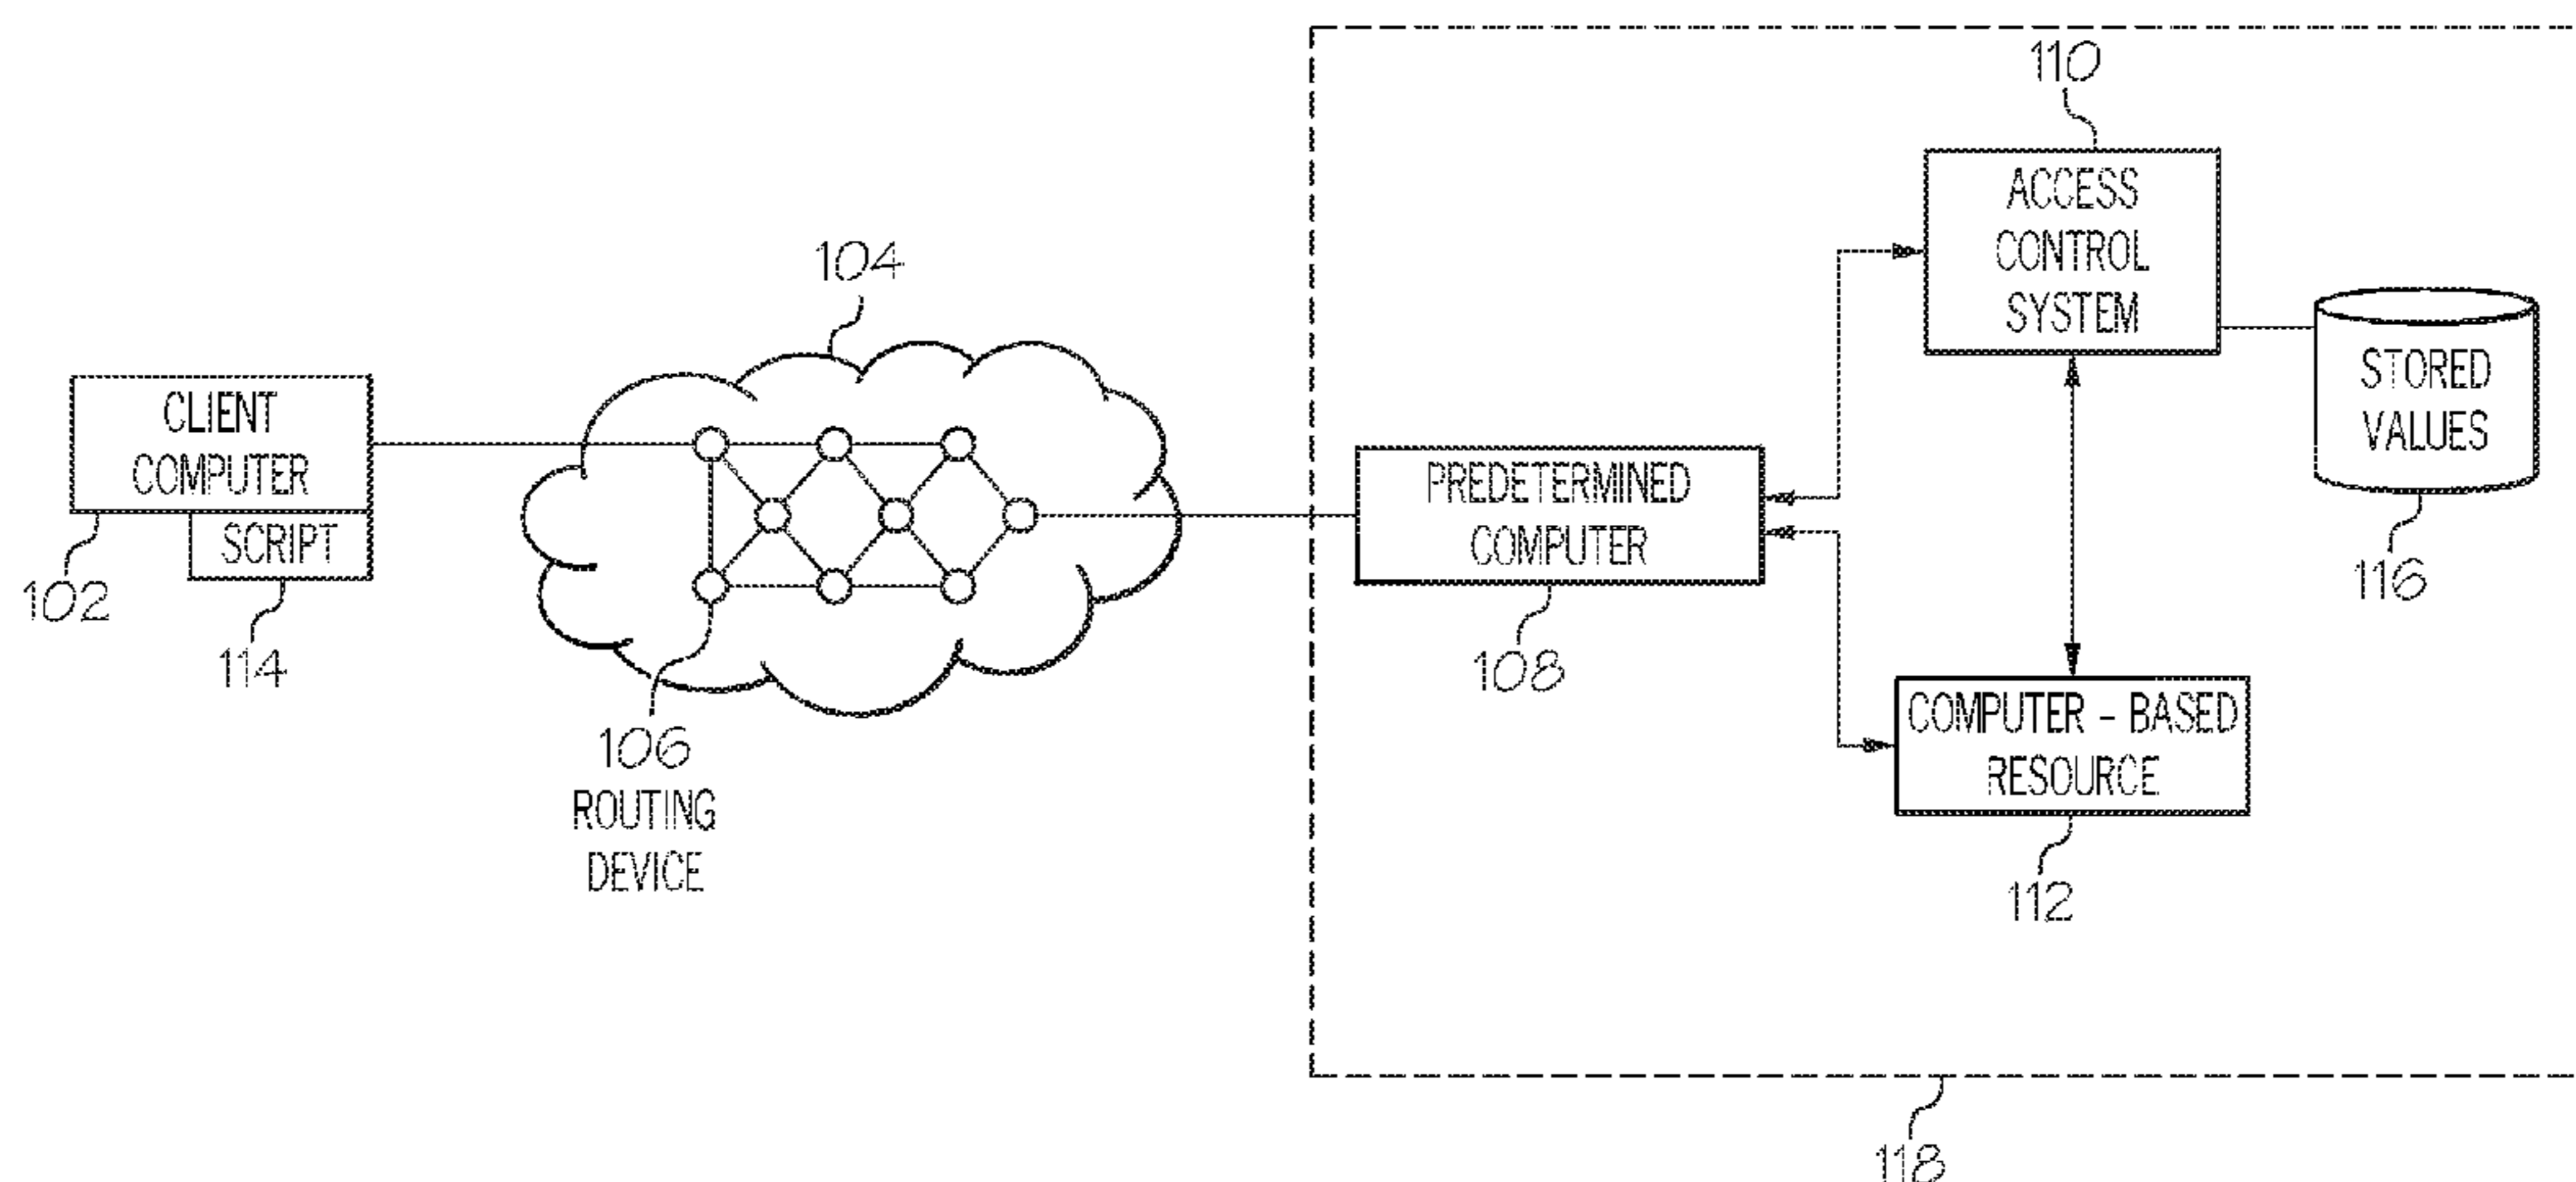 110
ACCESS
CONTROL
SYSTEM
104
STORED
VALUES
CLIENT
COMPUTER
PREDETERMINED
COMPUTER
SCRIPT
102
116
114
108
COMPUTER - BASED
RESOURCE
106
ROUTING
DEVICE
112
118